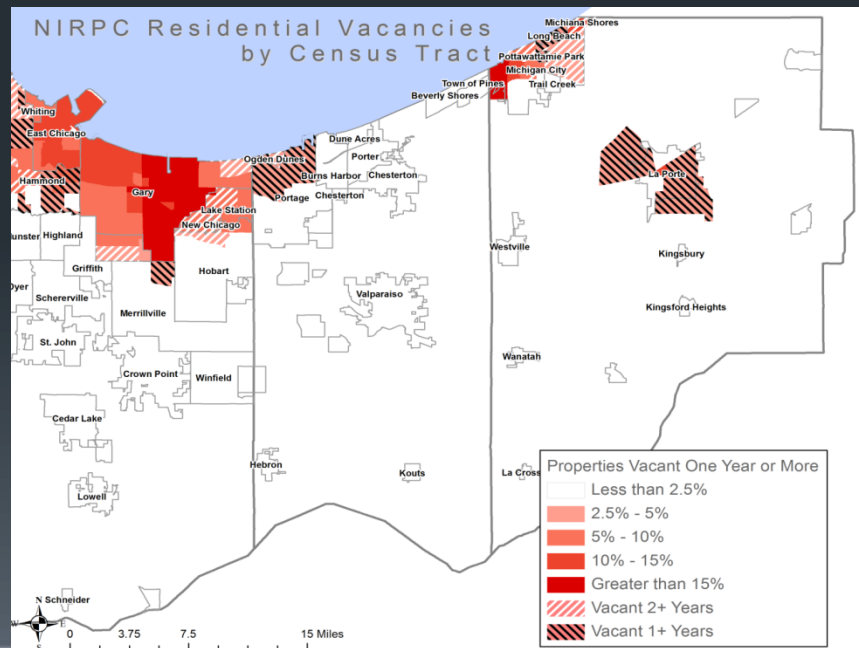 NIRPC Residential Vacancies
by Census Tract
Michiana Shores
Long Beach
Pottawattamie Park
Michigan City
Town of Pines
Trail Creek
Beverly Shores
Whiting
East Chicago
Dune Acres
Ogden Dunes
Porter
Hammond
Burns Harbor
Chesterton
La Porte
Gary
Portage
Chesterton
Lake Station
New Chicago
unster
Highland
Westville
Kingsbury
Griffith
Hobart
Dyer
Schererville
Valparaiso
Merrillville
Kingsford Heights
St. John
Wanatah
Crown Point
Winfield
Cedar Lake
Hebron
Kouts
La Cross
Lowell
Schneider
N
W
E
S
0 3.75 7.5 15 Miles
Properties Vacant One Year or More
Less than 2.5%
2.5% - 5%
5% - 10%
10% - 15%
Greater than 15%
Vacant 2+ Years
Vacant 1+ Years